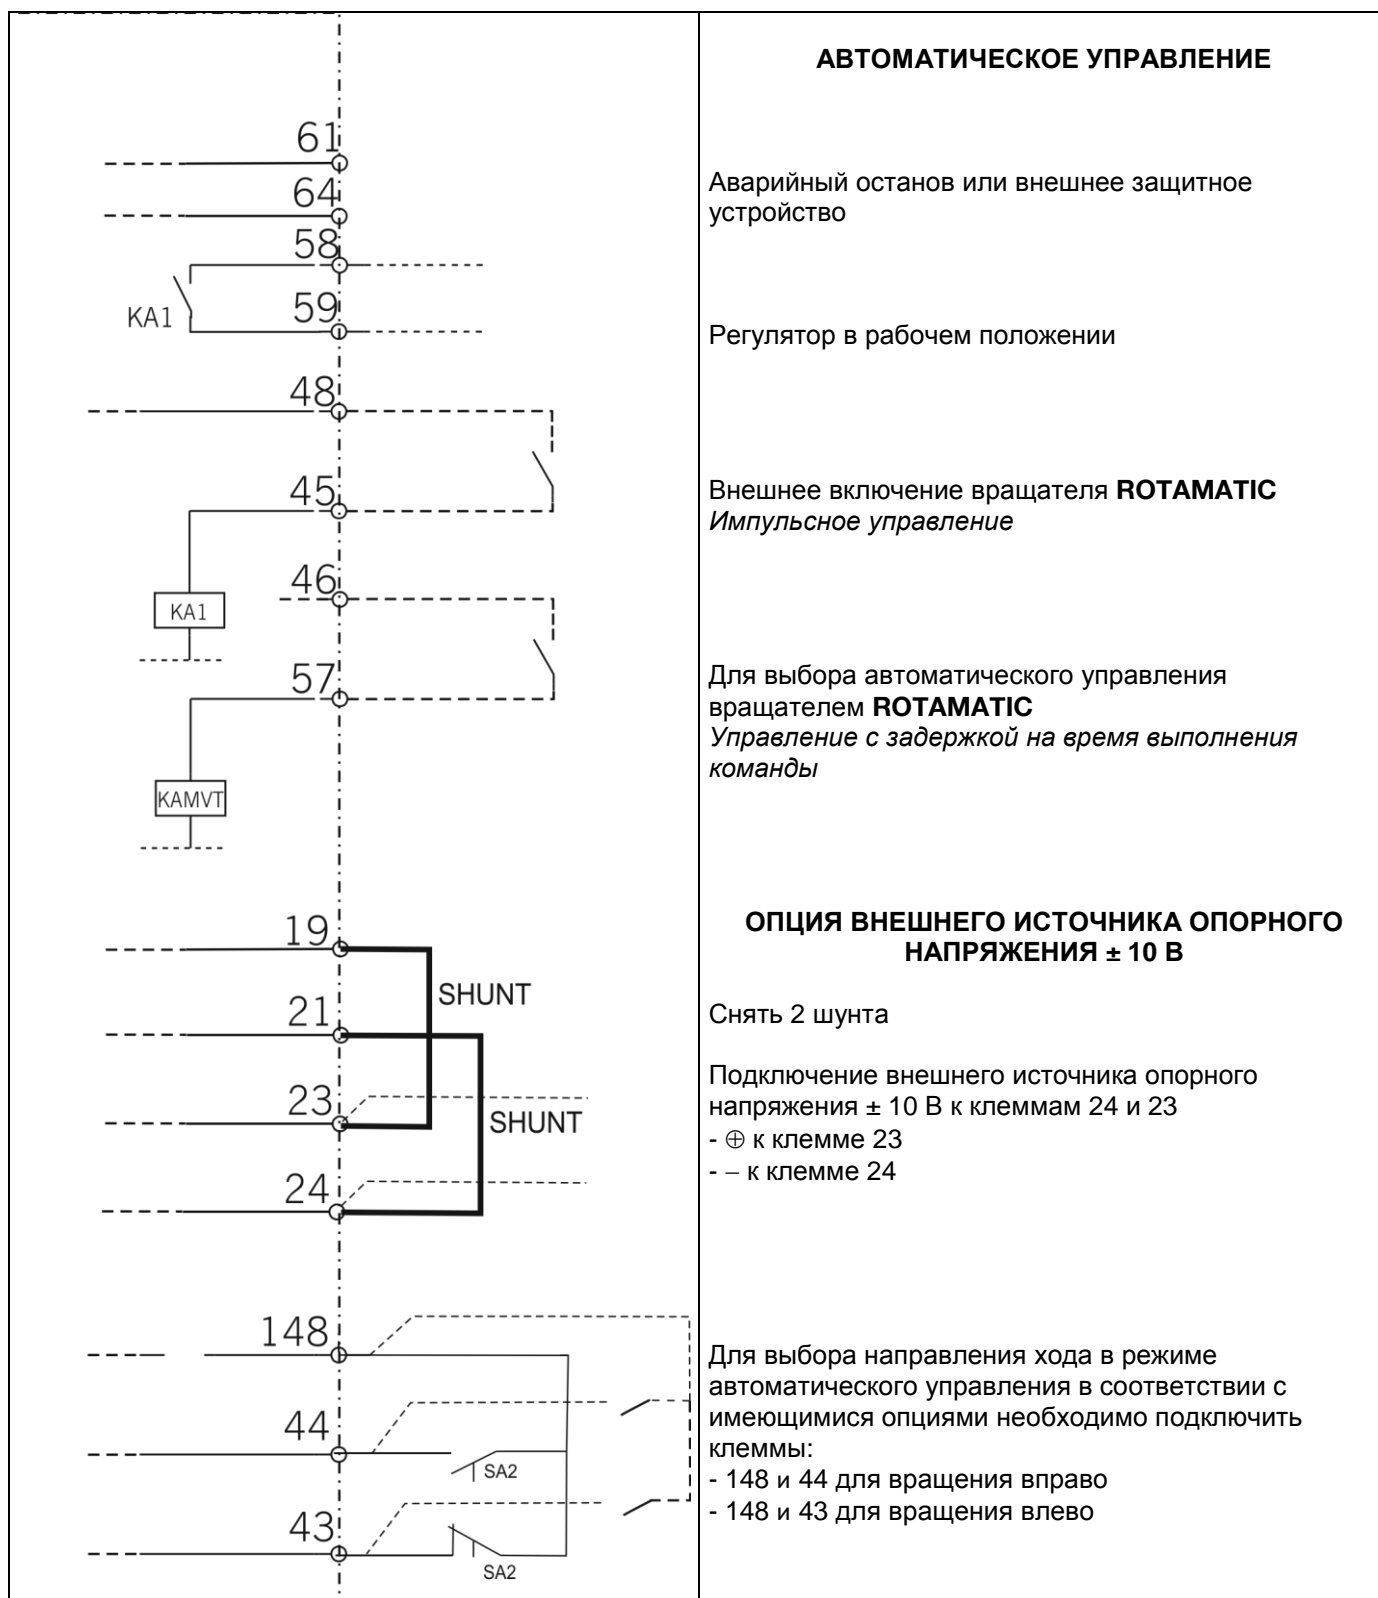 АВТОМАТИЧЕСКОЕ УПРАВЛЕНИЕ
61
64
Аварийный останов или внешнее защитное
устройство
58
KA1
59
Регулятор в рабочем положении
48
45
Внешнее включение вращателя ROTAMATIC
Импульсное управление
46
KA1
57
Для выбора автоматического управления
вращателем ROTAMATIC
Управление с задержкой на время выполнения
команды
KAMVT
ОПЦИЯ ВНЕШНЕГО ИСТОЧНИКА ОПОРНОГО
НАПРЯЖЕНИЯ ± 10 В
19
SHUNT
21
Снять 2 шунта
23
SHUNT
Подключение внешнего источника опорного
напряжения ± 10 В к клеммам 24 и 23
- ⊕ к клемме 23
- – к клемме 24
24
148
Для выбора направления хода в режиме
автоматического управления в соответствии с
имеющимися опциями необходимо подключить
клеммы:
- 148 и 44 для вращения вправо
- 148 и 43 для вращения влево
44
SA2
43
SA2